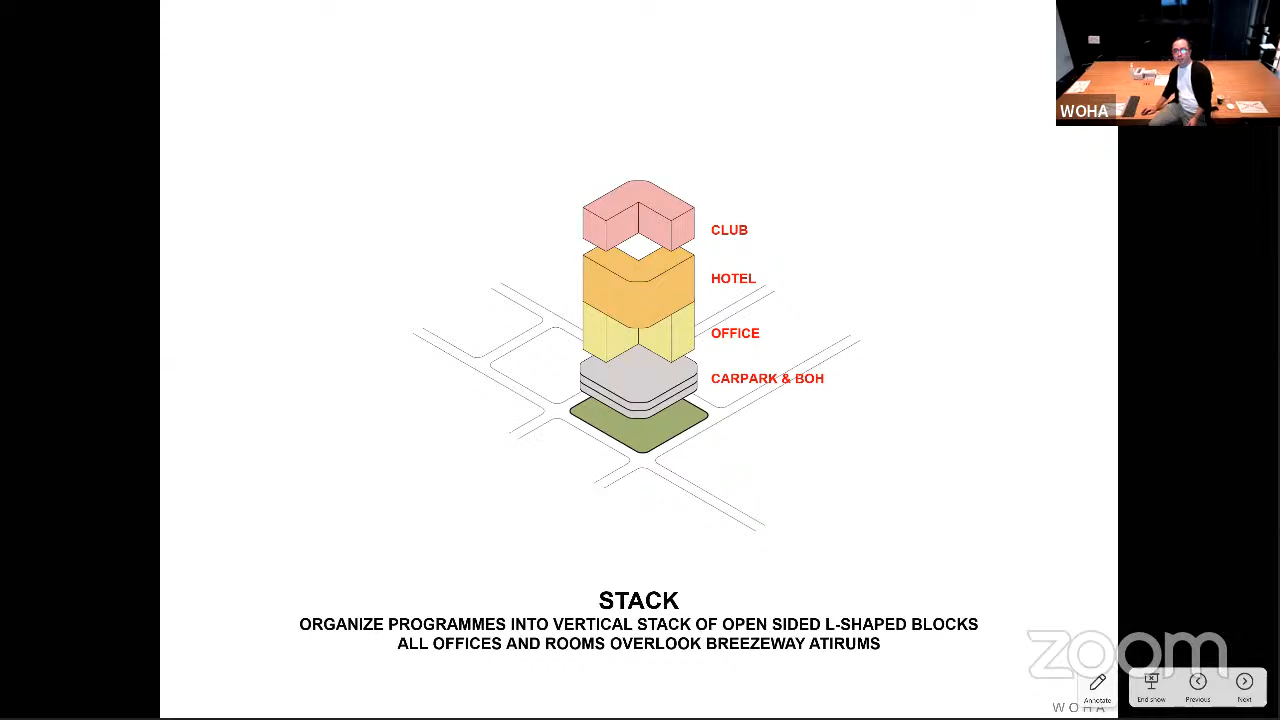 WOHA
CLUB
HOTEL
OFFICE
CARPARK & BOH
STACK
ORGANIZE PROGRAMMES INTO VERTICAL STACK OF OPEN SIDED L-SHAPED BLOCKS
ALL OFFICES AND ROOMS OVERLOOK BREEZEWAY ATIRUMS
zoom
Annotate
End show
Previous
Next
WOHA